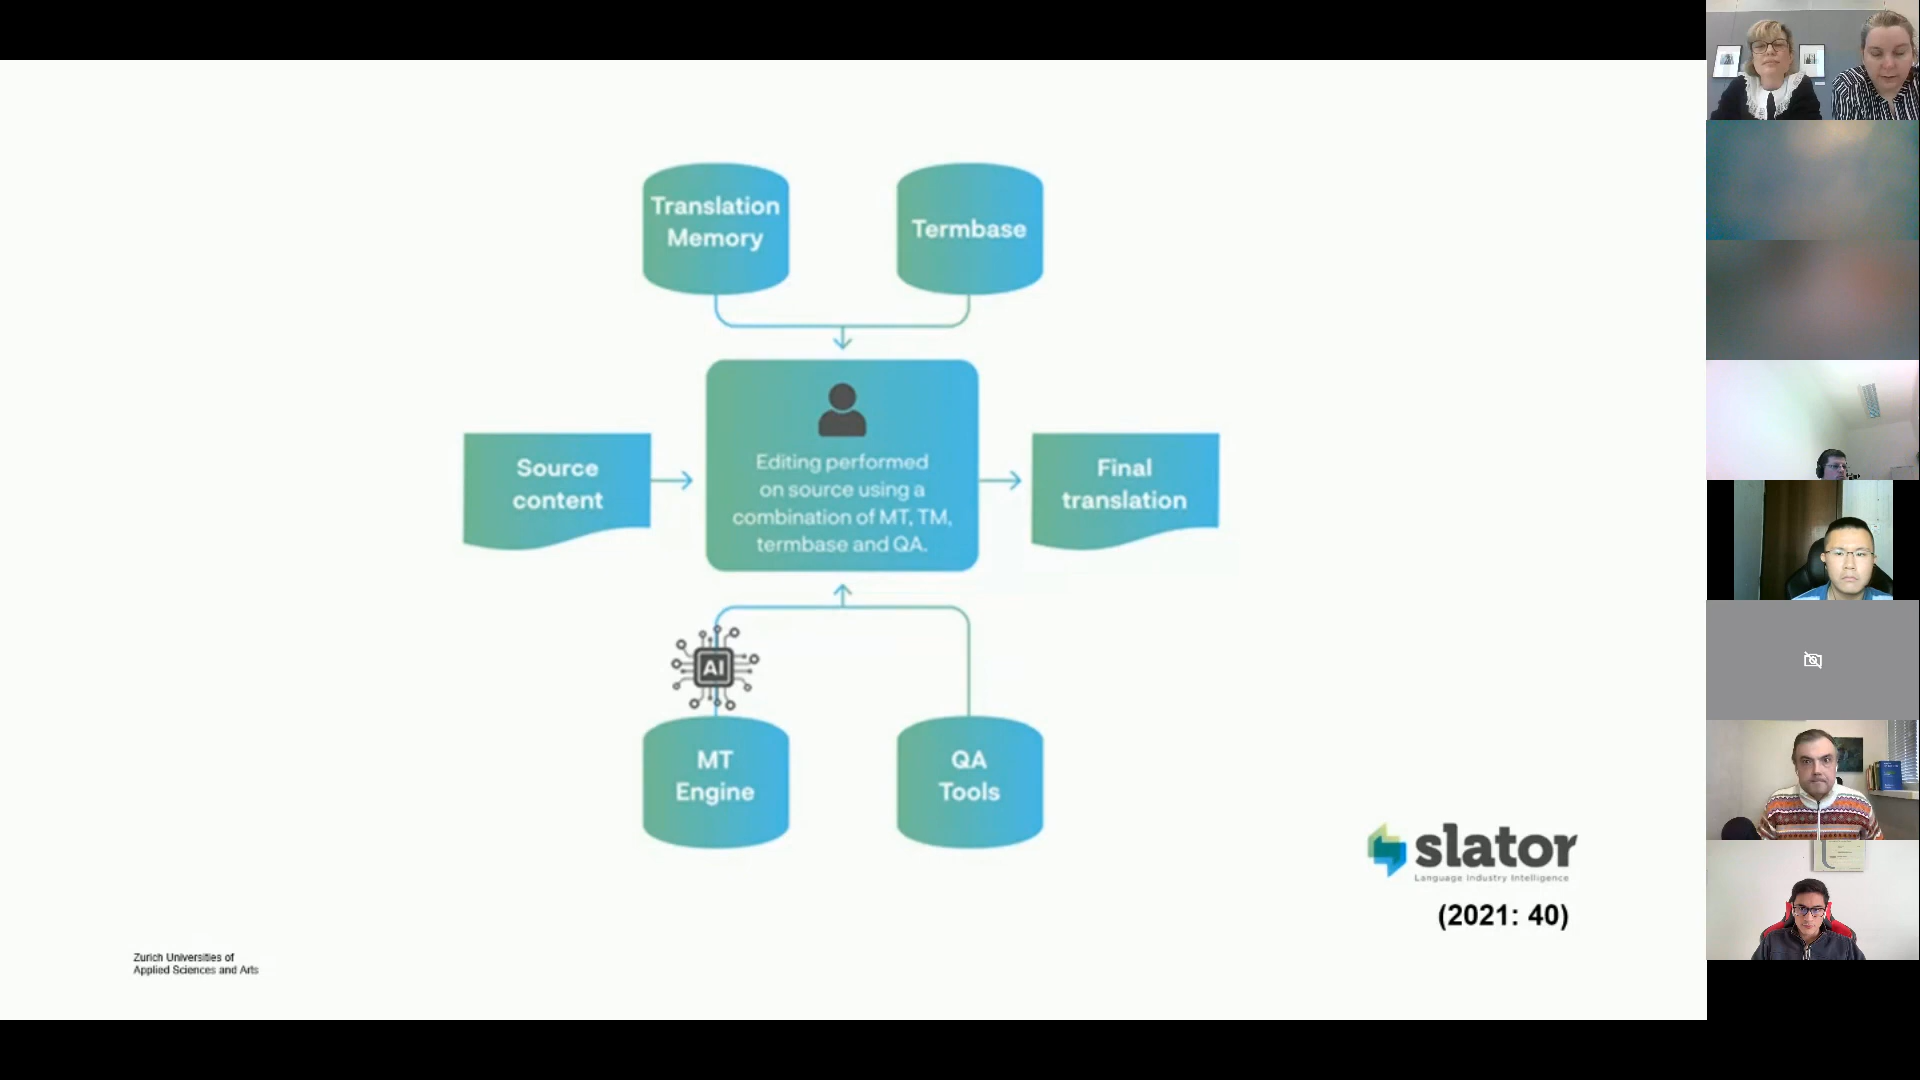 Translation
Memory
Termbase
Source
content
Editing performed
on source using a
combination of MT, TM,
termbase and QA.
Final
translation
AI
MT
Engine
QA
Tools
slator
Language Industry Intelligence
(2021: 40)
Zurich Universities of
Applied Sciences and Arts